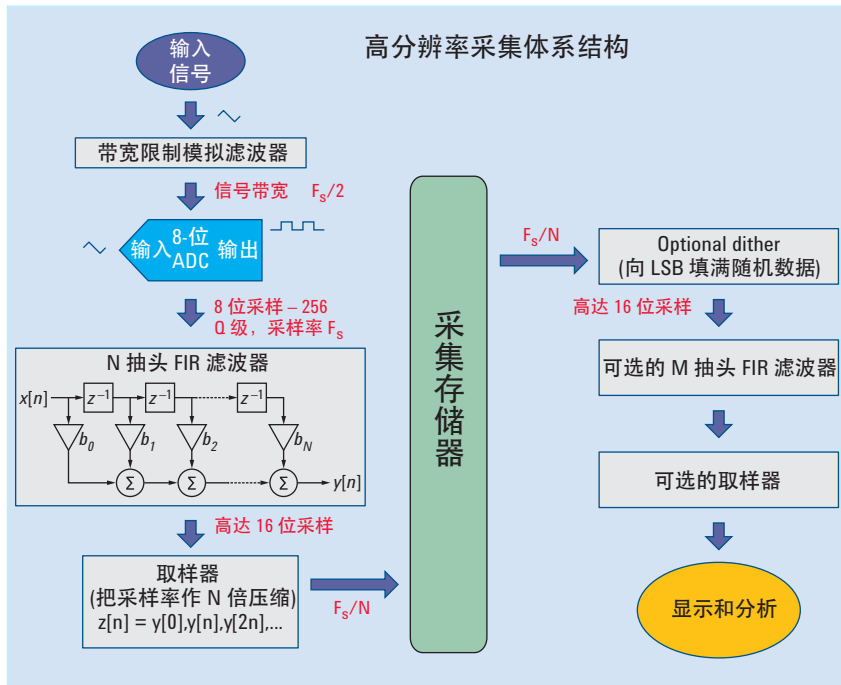 高分辨率采集体系结构
输入
信号
带宽限制模拟滤波器
信号带宽 Fs/2
输入 8-位 ADC 输出
8 位采样 – 256
Q 级，采样率 Fs
N 抽头 FIR 滤波器
x[n] z⁻¹ z⁻¹ z⁻¹
b₀ b₁ b₂ bN
Σ Σ Σ y[n]
高达 16 位采样
取样器
(把采样率作 N 倍压缩)
z[n] = y[0],y[n],y[2n],...
Fs/N
采集存储器
Fs/N
Optional dither
(向 LSB 填满随机数据)
高达 16 位采样
可选的 M 抽头 FIR 滤波器
可选的取样器
显示和分析